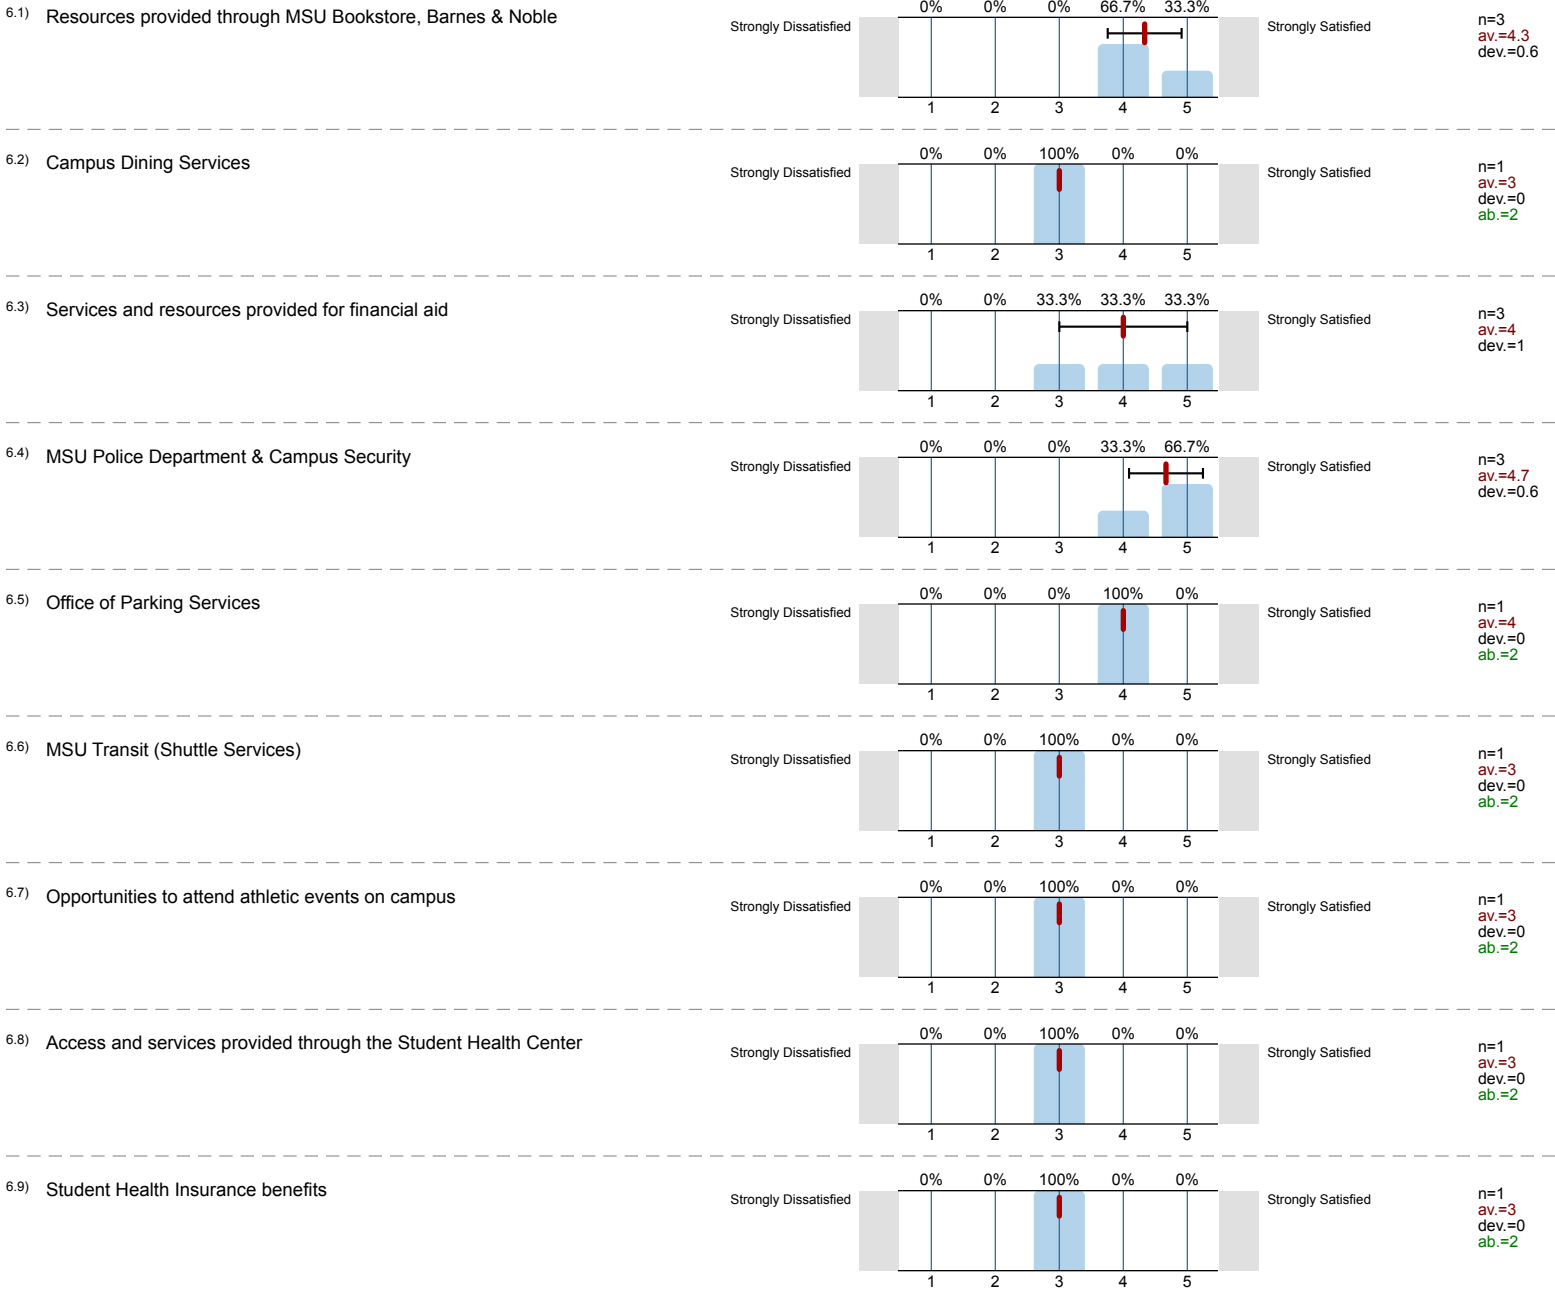 6.1) Resources provided through MSU Bookstore, Barnes & Noble
0% 0% 0% 66.7% 33.3%
Strongly Dissatisfied Strongly Satisfied
n=3
av.=4.3
dev.=0.6
1 2 3 4 5
6.2) Campus Dining Services
0% 0% 100% 0% 0%
Strongly Dissatisfied Strongly Satisfied
n=1
av.=3
dev.=0
ab.=2
1 2 3 4 5
6.3) Services and resources provided for financial aid
0% 0% 33.3% 33.3% 33.3%
Strongly Dissatisfied Strongly Satisfied
n=3
av.=4
dev.=1
1 2 3 4 5
6.4) MSU Police Department & Campus Security
0% 0% 0% 33.3% 66.7%
Strongly Dissatisfied Strongly Satisfied
n=3
av.=4.7
dev.=0.6
1 2 3 4 5
6.5) Office of Parking Services
0% 0% 0% 100% 0%
Strongly Dissatisfied Strongly Satisfied
n=1
av.=4
dev.=0
ab.=2
1 2 3 4 5
6.6) MSU Transit (Shuttle Services)
0% 0% 100% 0% 0%
Strongly Dissatisfied Strongly Satisfied
n=1
av.=3
dev.=0
ab.=2
1 2 3 4 5
6.7) Opportunities to attend athletic events on campus
0% 0% 100% 0% 0%
Strongly Dissatisfied Strongly Satisfied
n=1
av.=3
dev.=0
ab.=2
1 2 3 4 5
6.8) Access and services provided through the Student Health Center
0% 0% 100% 0% 0%
Strongly Dissatisfied Strongly Satisfied
n=1
av.=3
dev.=0
ab.=2
1 2 3 4 5
6.9) Student Health Insurance benefits
0% 0% 100% 0% 0%
Strongly Dissatisfied Strongly Satisfied
n=1
av.=3
dev.=0
ab.=2
1 2 3 4 5